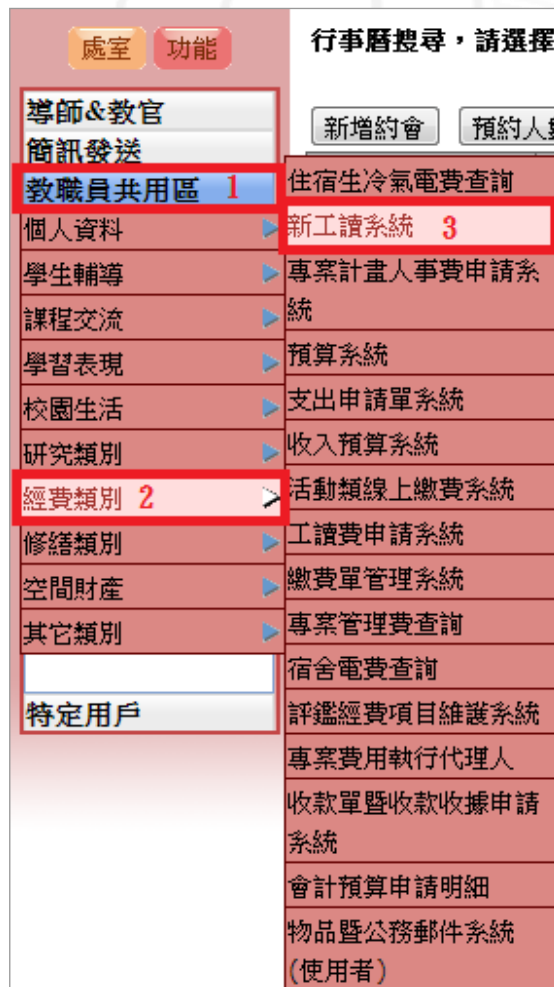 處室 功能
行事曆搜尋，請選擇
導師&教官
新增約會 預約人
簡訊發送
教職員共用區 1
個人資料
學生輔導
課程交流
學習表現
校園生活
研究類別
經費類別 2
修繕類別
空間財產
其它類別
特定用戶
住宿生冷氣電費查詢
新工讀系統 3
專案計畫人事費申請系
統
預算系統
支出申請單系統
收入預算系統
活動類線上繳費系統
工讀費申請系統
繳費單管理系統
專案管理費查詢
宿舍電費查詢
評鑑經費項目維護系統
專案費用執行代理人
收款單暨收款收據申請
系統
會計預算申請明細
物品暨公務郵件系統
(使用者)